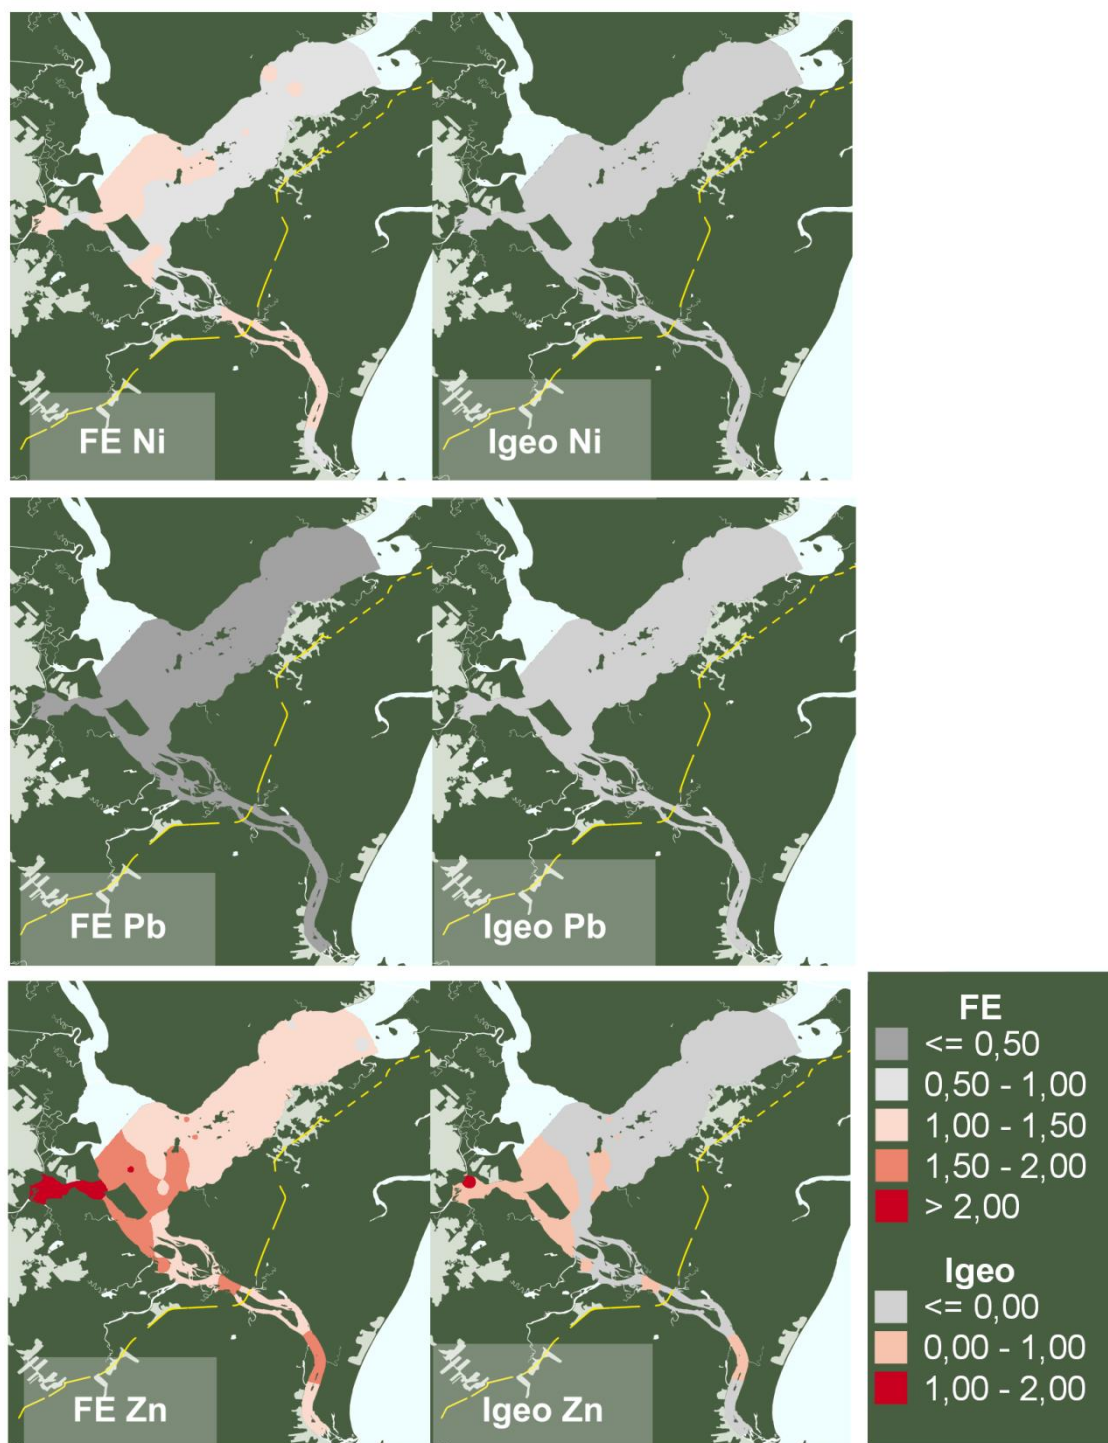 FE Ni
Igeo Ni
FE Pb
Igeo Pb
FE Zn
Igeo Zn
FE
<= 0,50
0,50 - 1,00
1,00 - 1,50
1,50 - 2,00
> 2,00
Igeo
<= 0,00
0,00 - 1,00
1,00 - 2,00